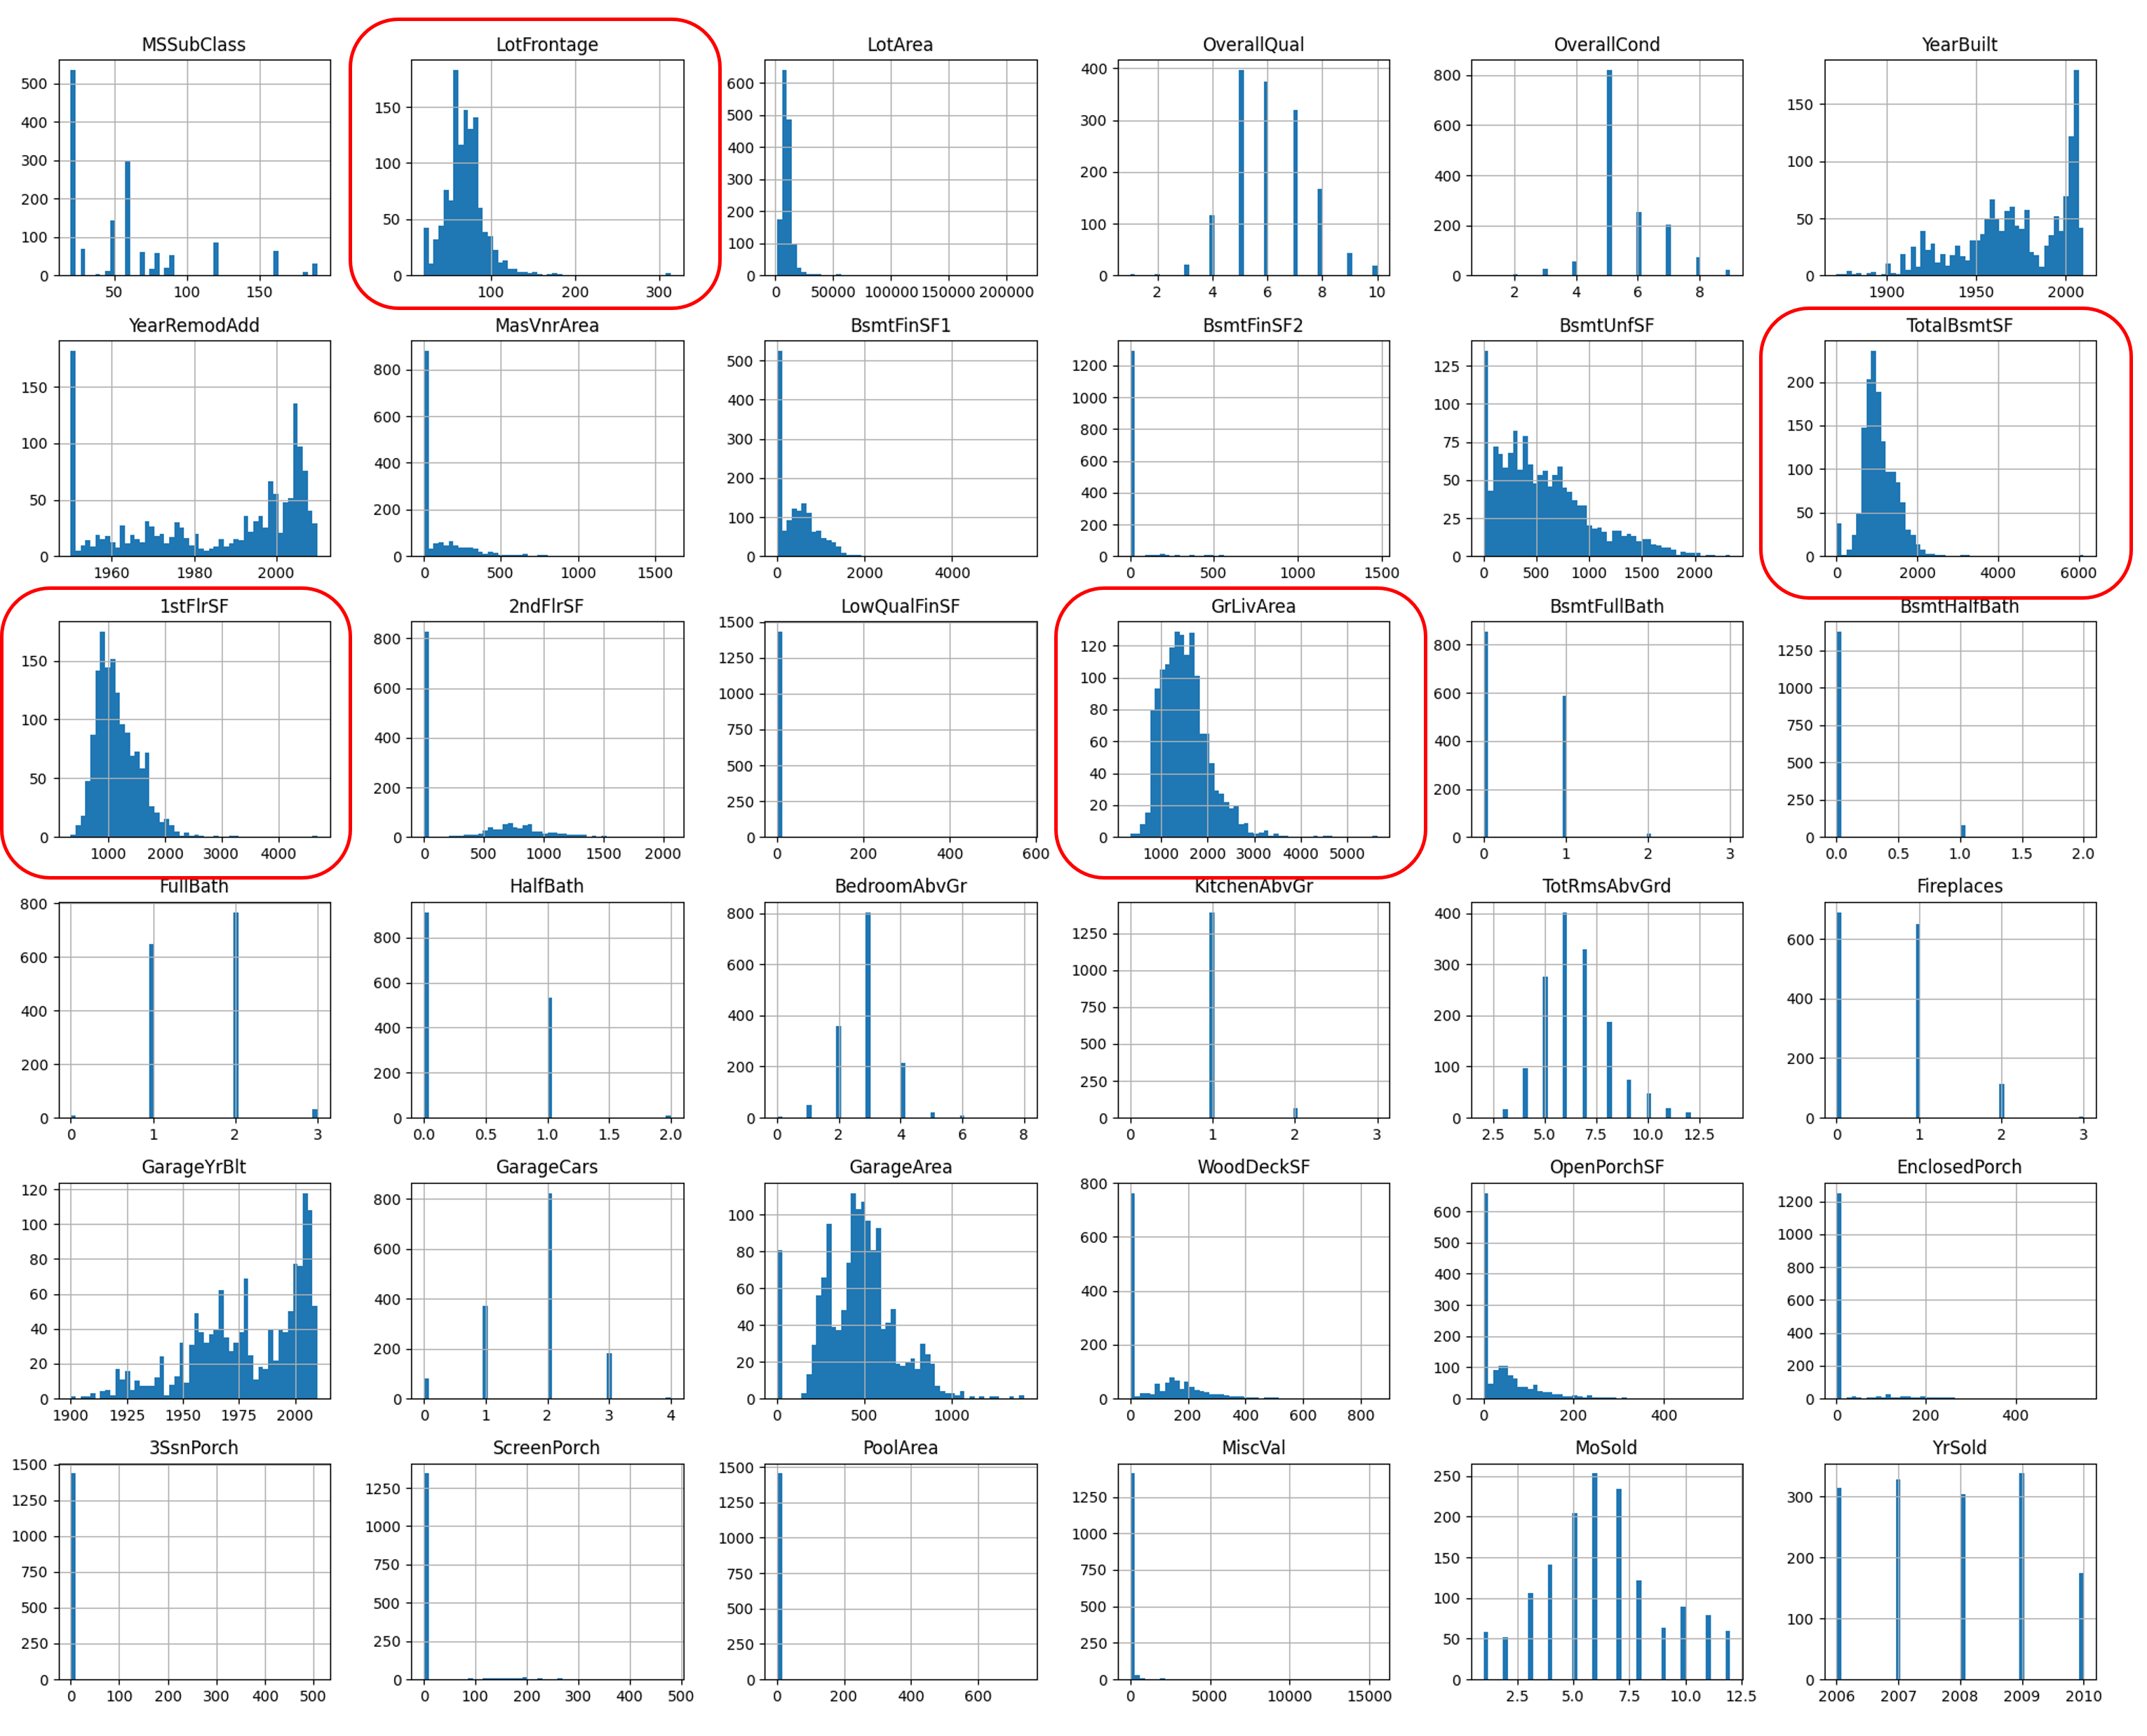 MSSubClass LotFrontage LotArea OverallQual OverallCond YearBuilt
500 400 300 200 100 0
50 100 150
150 100 50 0
100 200 300
600 500 400 300 200 100 0
0 50000 100000 150000 200000
400 300 200 100 0
2 4 6 8 10
800 600 400 200 0
2 4 6 8
150 100 50 0
1900 1950 2000
YearRemodAdd MasVnrArea BsmtFinSF1 BsmtFinSF2 BsmtUnfSF TotalBsmtSF
150 100 50 0
1960 1980 2000
800 600 400 200 0
0 500 1000 1500
500 400 300 200 100 0
0 2000 4000
1200 1000 800 600 400 200 0
0 500 1000 1500
125 100 75 50 25 0
0 500 1000 1500 2000
200 150 100 50 0
0 2000 4000 6000
1stFlrSF 2ndFlrSF LowQualFinSF GrLivArea BsmtFullBath BsmtHalfBath
150 100 50 0
1000 2000 3000 4000
800 600 400 200 0
0 500 1000 1500 2000
1500 1250 1000 750 500 250 0
0 200 400 600
120 100 80 60 40 20 0
1000 2000 3000 4000 5000
800 600 400 200 0
0 1 2 3
1250 1000 750 500 250 0
0.0 0.5 1.0 1.5 2.0
FullBath HalfBath BedroomAbvGr KitchenAbvGr TotRmsAbvGrd Fireplaces
800 600 400 200 0
0 1 2 3
800 600 400 200 0
0.0 0.5 1.0 1.5 2.0
800 600 400 200 0
0 2 4 6 8
1250 1000 750 500 250 0
0 1 2 3
400 300 200 100 0
2.5 5.0 7.5 10.0 12.5
600 400 200 0
0 1 2 3
GarageYrBlt GarageCars GarageArea WoodDeckSF OpenPorchSF EnclosedPorch
120 100 80 60 40 20 0
1900 1925 1950 1975 2000
800 600 400 200 0
0 1 2 3 4
100 80 60 40 20 0
0 500 1000
800 600 400 200 0
0 200 400 600 800
600 500 400 300 200 100 0
0 200 400
1200 1000 800 600 400 200 0
0 200 400
3SsnPorch ScreenPorch PoolArea MiscVal MoSold YrSold
1500 1250 1000 750 500 250 0
0 100 200 300 400 500
1250 1000 750 500 250 0
0 100 200 300 400 500
1500 1250 1000 750 500 250 0
0 200 400 600
1250 1000 750 500 250 0
0 5000 10000 15000
250 200 150 100 50 0
2.5 5.0 7.5 10.0 12.5
300 200 100 0
2006 2007 2008 2009 2010